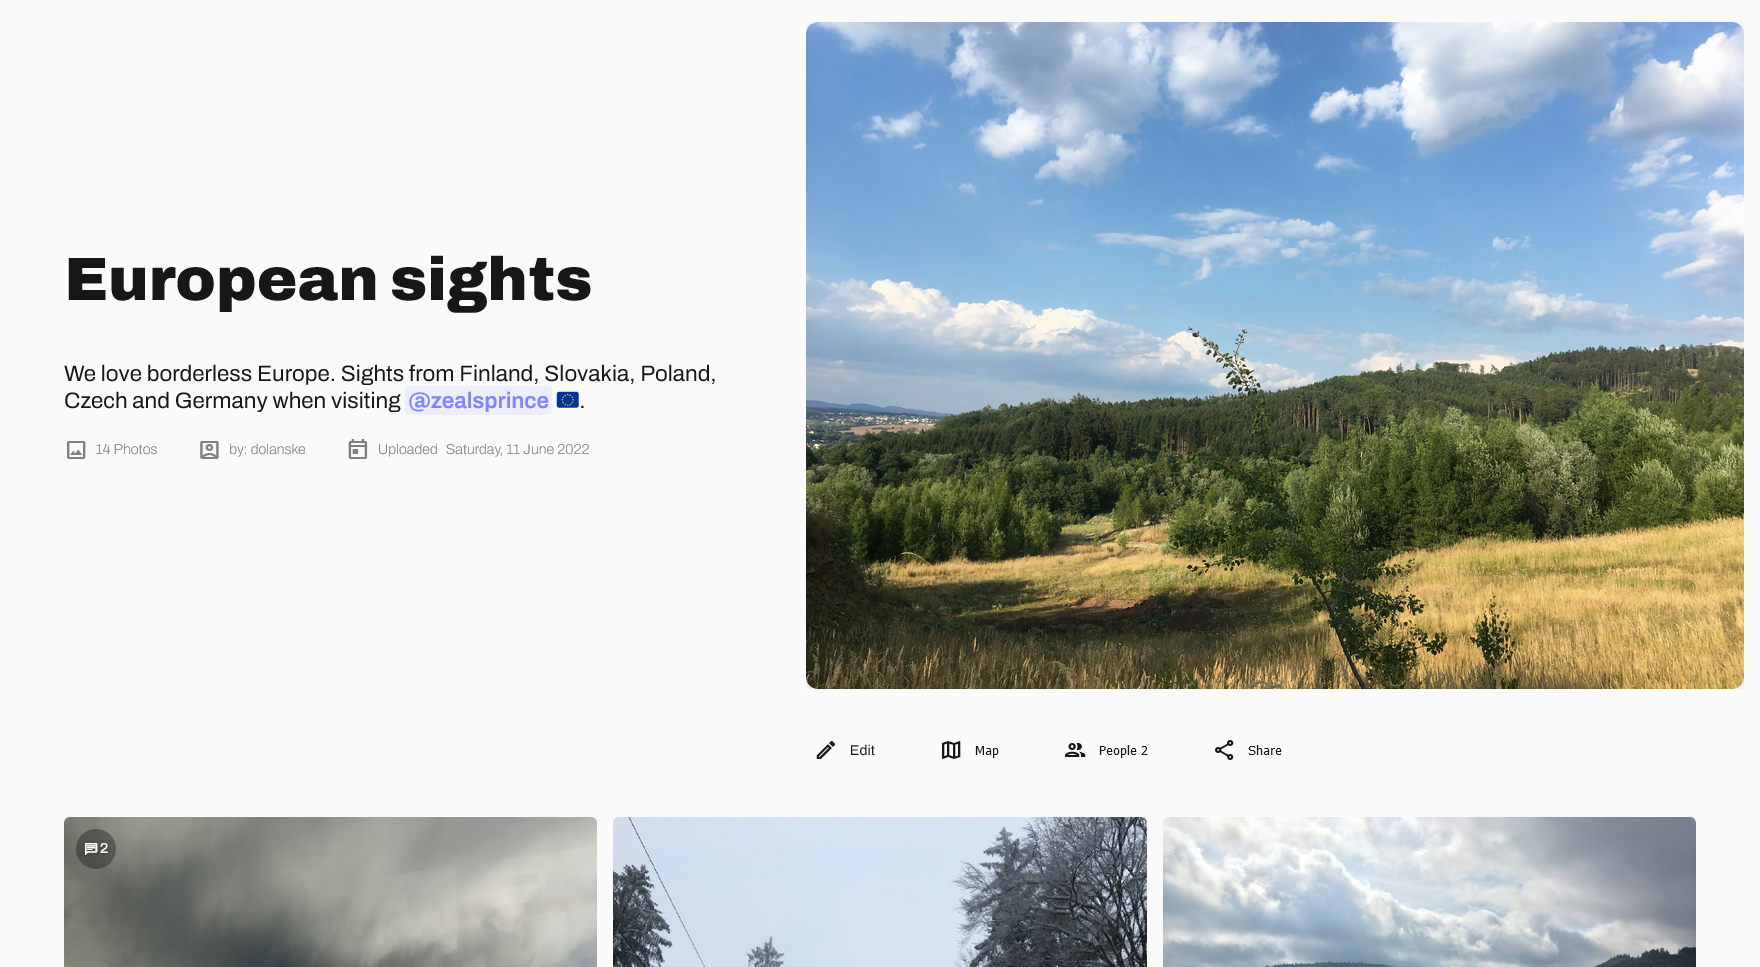 European sights
We love borderless Europe. Sights from Finland, Slovakia, Poland,
Czech and Germany when visiting @zealsprince 🇪🇺.
14 Photos by: dolanske Uploaded Saturday, 11 June 2022
Edit Map People 2 Share
2